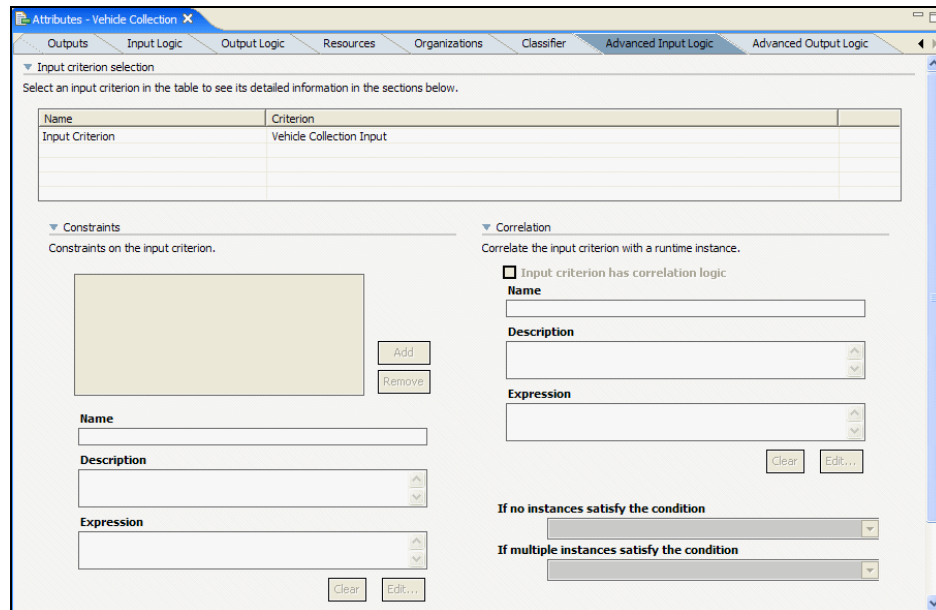 Attributes - Vehicle Collection
Outputs Input Logic Output Logic Resources Organizations Classifier Advanced Input Logic Advanced Output Logic
Input criterion selection
Select an input criterion in the table to see its detailed information in the sections below.
Name Criterion
Input Criterion Vehicle Collection Input
Constraints
Constraints on the input criterion.
Add
Remove
Name
Description
Expression
Clear Edit...
Correlation
Correlate the input criterion with a runtime instance.
Input criterion has correlation logic
Name
Description
Expression
Clear Edit...
If no instances satisfy the condition
If multiple instances satisfy the condition